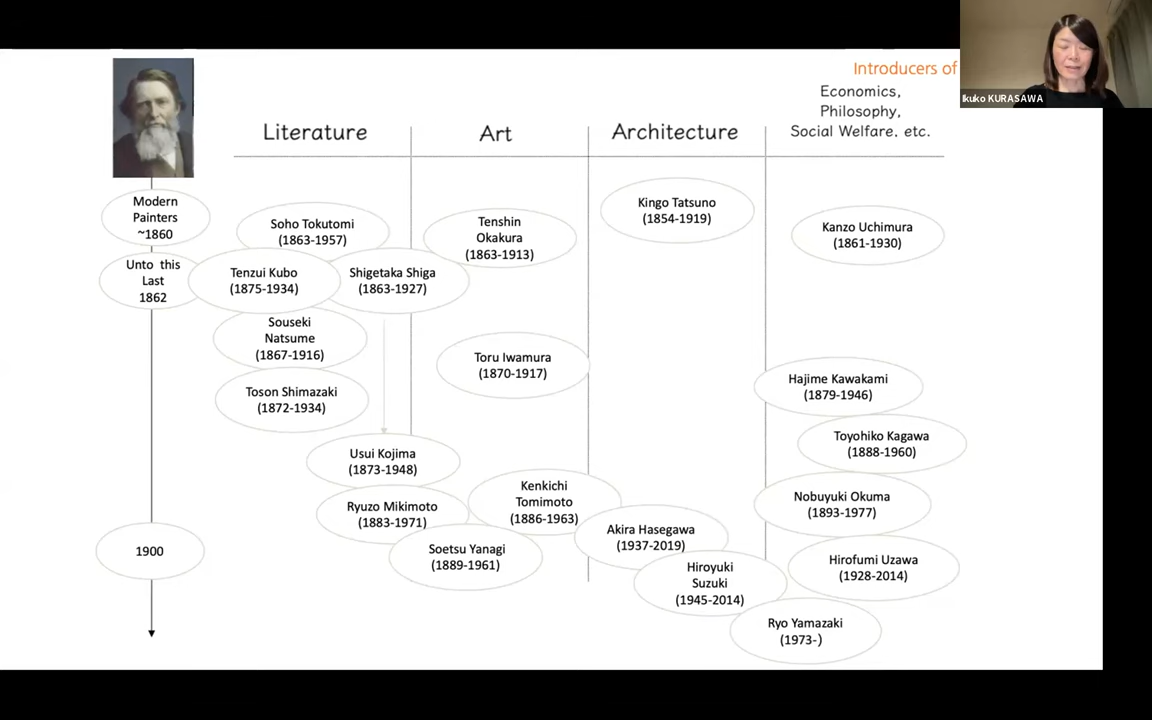 Introducers of
Ikuko KURASAWA
Literature
Art
Architecture
Economics,
Philosophy,
Social Welfare, etc.
Modern
Painters
~1860
Unto this
Last
1862
1900
Soho Tokutomi
(1863-1957)
Tenzui Kubo
(1875-1934)
Shigetaka Shiga
(1863-1927)
Souseki
Natsume
(1867-1916)
Toson Shimazaki
(1872-1934)
Usui Kojima
(1873-1948)
Ryuzo Mikimoto
(1883-1971)
Soetsu Yanagi
(1889-1961)
Tenshin
Okakura
(1863-1913)
Toru Iwamura
(1870-1917)
Kenkichi
Tomimoto
(1886-1963)
Kingo Tatsuno
(1854-1919)
Akira Hasegawa
(1937-2019)
Hiroyuki
Suzuki
(1945-2014)
Kanzo Uchimura
(1861-1930)
Hajime Kawakami
(1879-1946)
Toyohiko Kagawa
(1888-1960)
Nobuyuki Okuma
(1893-1977)
Hirofumi Uzawa
(1928-2014)
Ryo Yamazaki
(1973-)